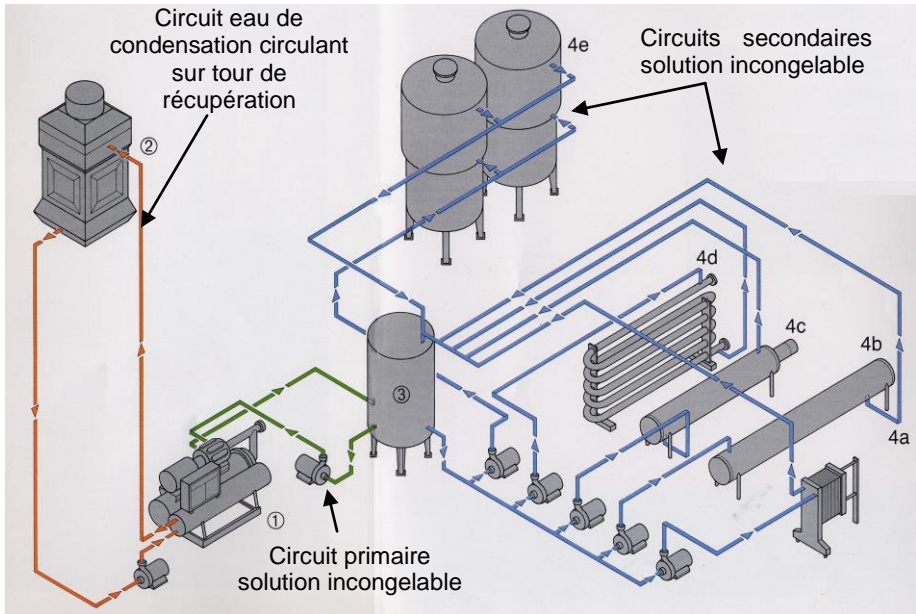 Circuit eau de
condensation circulant
sur tour de
récupération
4e
Circuits secondaires
solution incongelable
②
4d
4c
4b
③
4a
①
Circuit primaire
solution incongelable